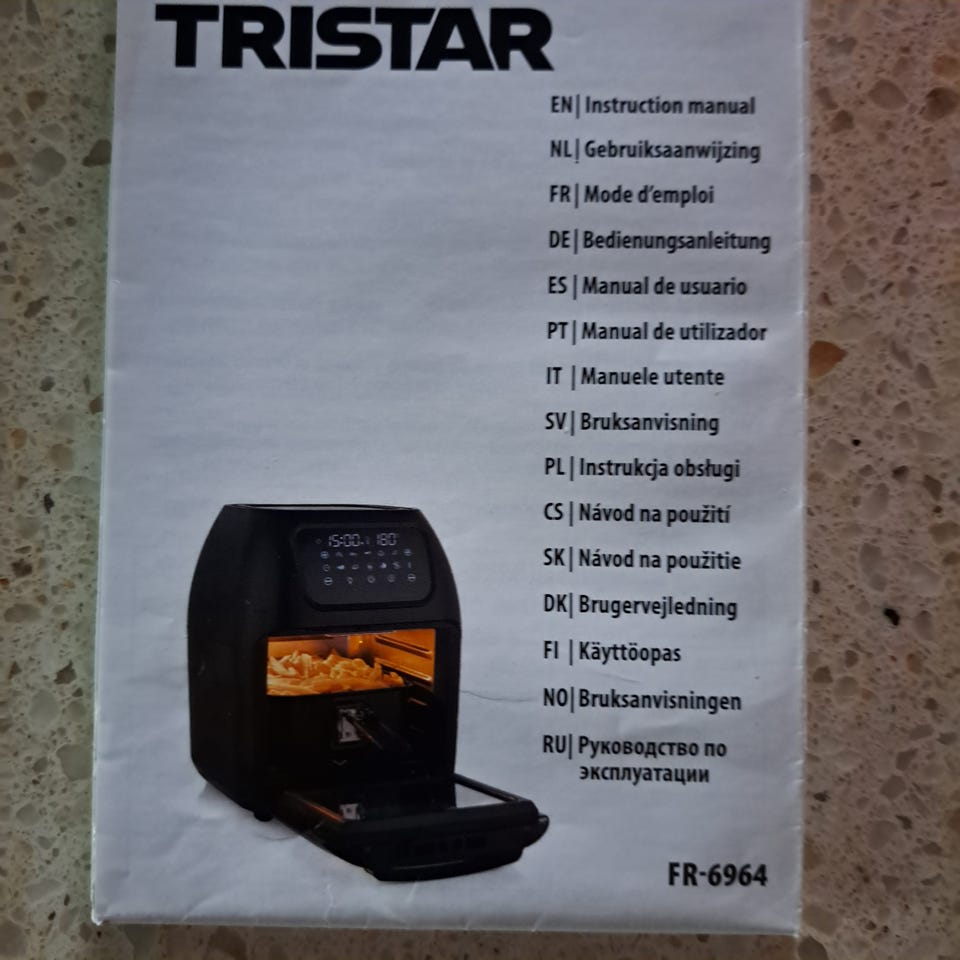 TRISTAR
EN| Instruction manual
NL| Gebruiksaanwijzing
FR| Mode d'emploi
DE| Bedienungsanleitung
ES | Manual de usuario
PT| Manual de utilizador
IT | Manuele utente
SV| Bruksanvisning
PL | Instrukcja obsługi
CS | Návod na použití
SK | Návod na použitie
DK| Brugervejledning
FI | Käyttöopas
NO| Bruksanvisningen
RU| Руководство по
эксплуатации
15:00 180°
FR-6964